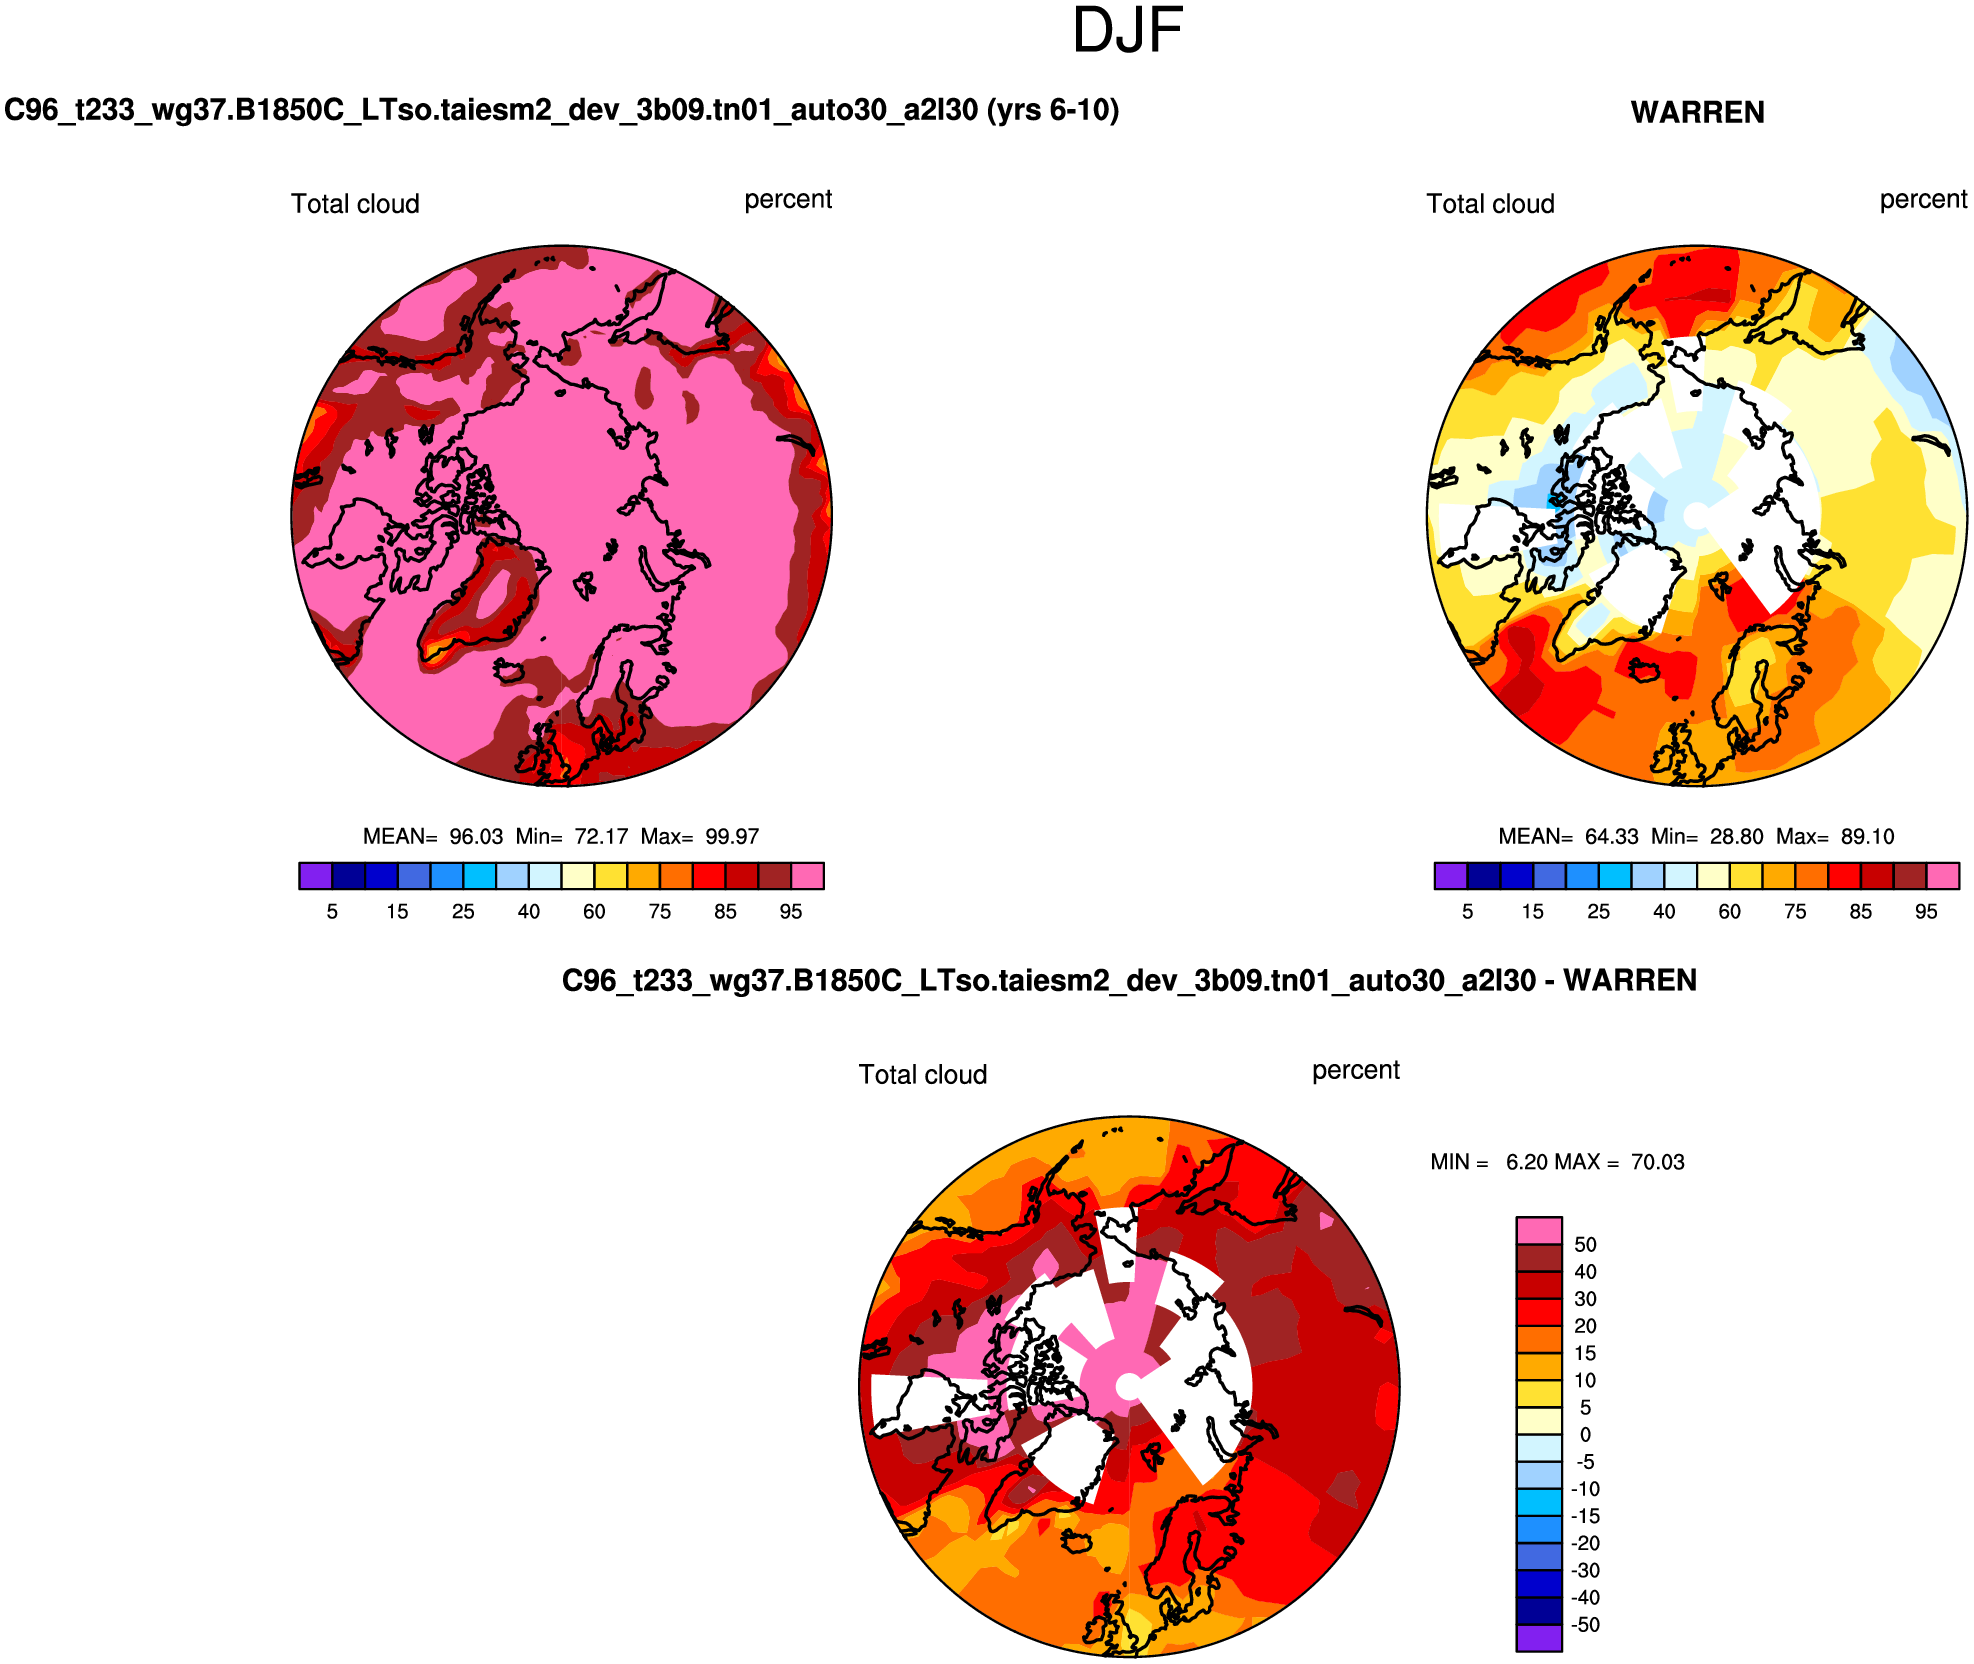 DJF
C96_t233_wg37.B1850C_LTso.taiesm2_dev_3b09.tn01_auto30_a2l30 (yrs 6-10)
WARREN
Total cloud percent
Total cloud percent
MEAN= 96.03 Min= 72.17 Max= 99.97
MEAN= 64.33 Min= 28.80 Max= 89.10
5 15 25 40 60 75 85 95
5 15 25 40 60 75 85 95
C96_t233_wg37.B1850C_LTso.taiesm2_dev_3b09.tn01_auto30_a2l30 - WARREN
Total cloud percent
MIN = 6.20 MAX = 70.03
50
40
30
20
15
10
5
0
-5
-10
-15
-20
-30
-40
-50